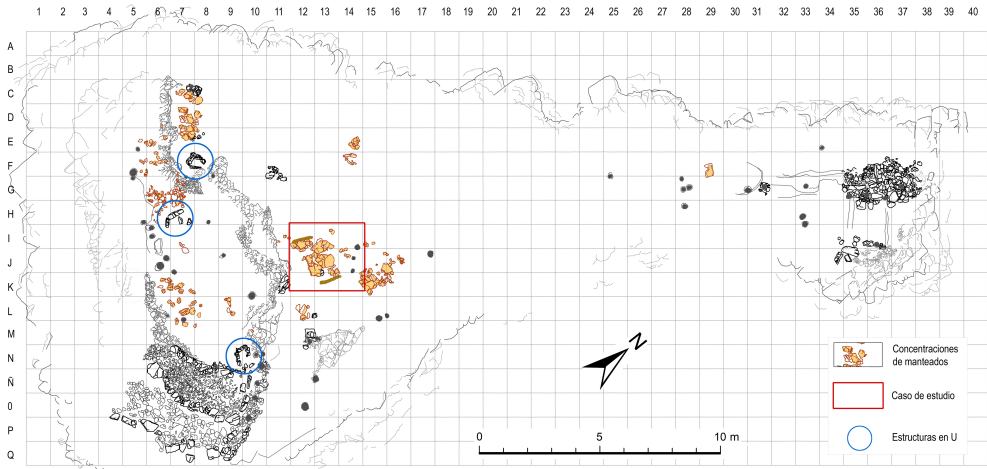 1 2 3 4 5 6 7 8 9 10 11 12 13 14 15 16 17 18 19 20 21 22 23 24 25 26 27 28 29 30 31 32 33 34 35 36 37 38 39 40
A
B
C
D
E
F
G
H
I
J
K
L
M
N
Ñ
0
P
Q
N
0 5 10 m
Concentraciones
de manteados
Caso de estudio
Estructuras en U